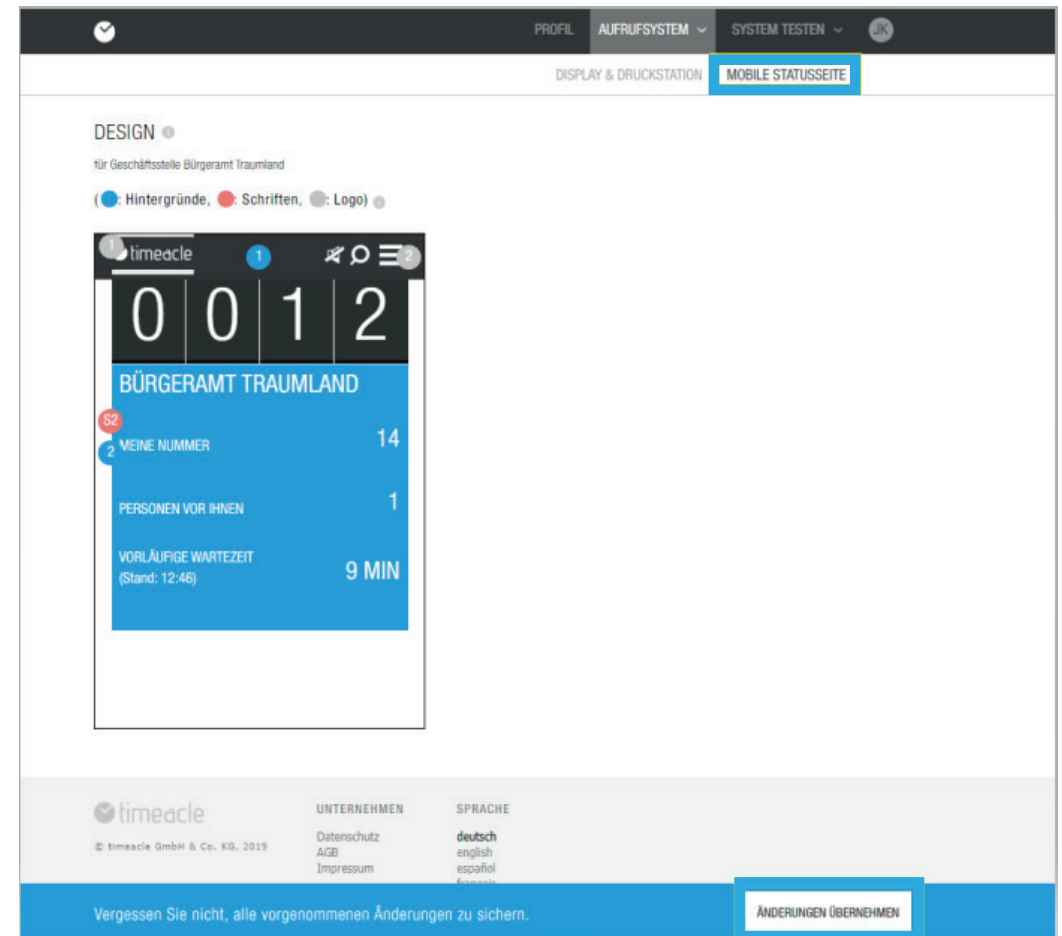 PROFIL AUFRUFSYSTEM SYSTEM TESTEN JK
DISPLAY & DRUCKSTATION MOBILE STATUSSEITE
DESIGN
für Geschäftsstelle Bürgeramt Traumland
(: Hintergründe, : Schriften, : Logo)
1 timeacle 1 2
0 0 1 2
BÜRGERAMT TRAUMLAND
S2
MEINE NUMMER 14
2
PERSONEN VOR IHNEN 1
VORLÄUFIGE WARTEZEIT
(Stand: 12:46) 9 MIN
timeacle
© timeacle GmbH & Co. KG, 2019
UNTERNEHMEN
Datenschutz
AGB
Impressum
SPRACHE
deutsch
english
español
français
Vergessen Sie nicht, alle vorgenommenen Änderungen zu sichern.
ÄNDERUNGEN ÜBERNEHMEN